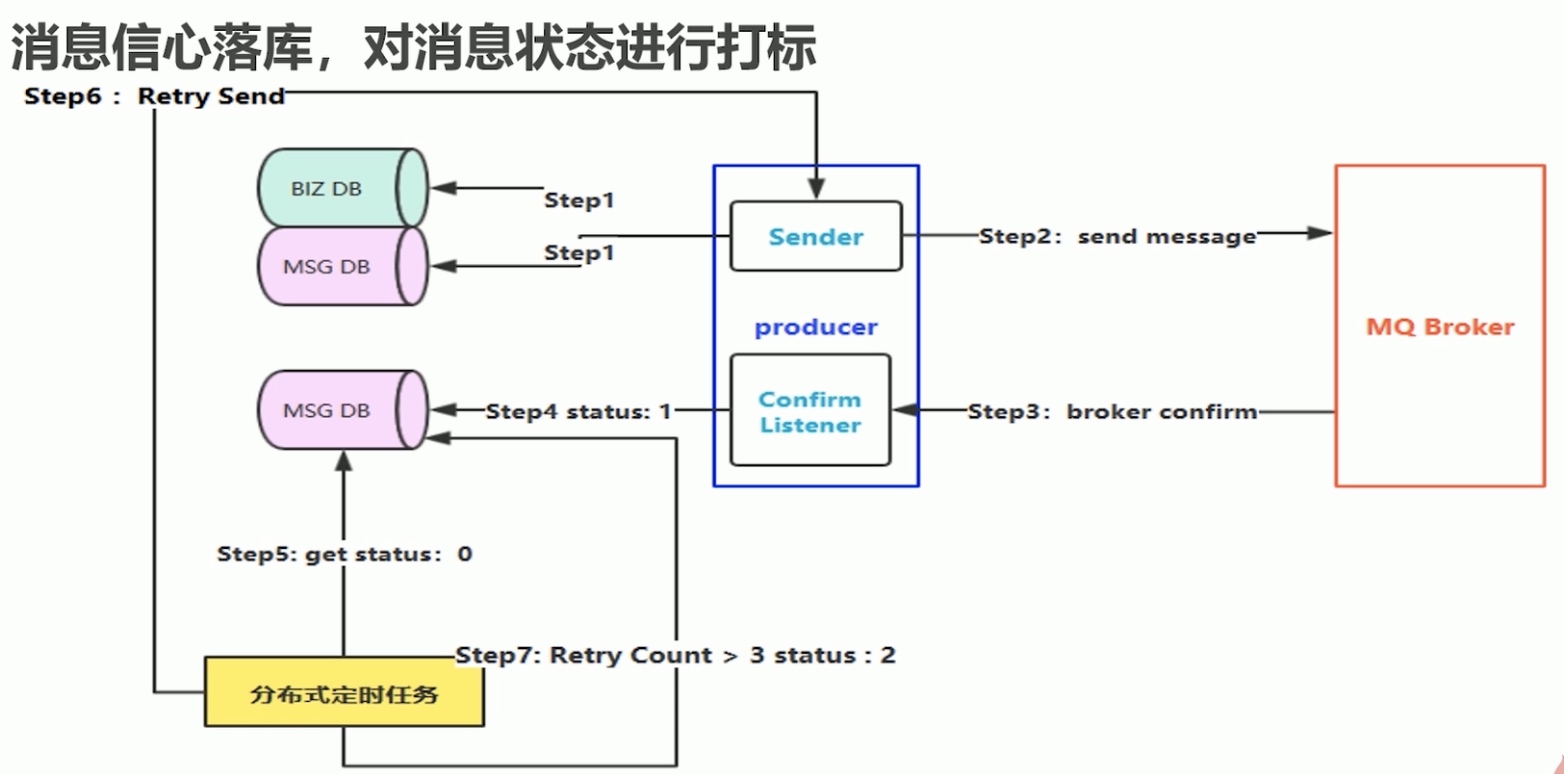 消息信心落库，对消息状态进行打标
Step6 ：Retry Send
BIZ DB
Step1
MSG DB
Step1
Sender
Step2：send message
producer
MQ Broker
MSG DB
Step4 status: 1
Confirm
Listener
Step3：broker confirm
Step5: get status：0
Step7: Retry Count > 3 status : 2
分布式定时任务